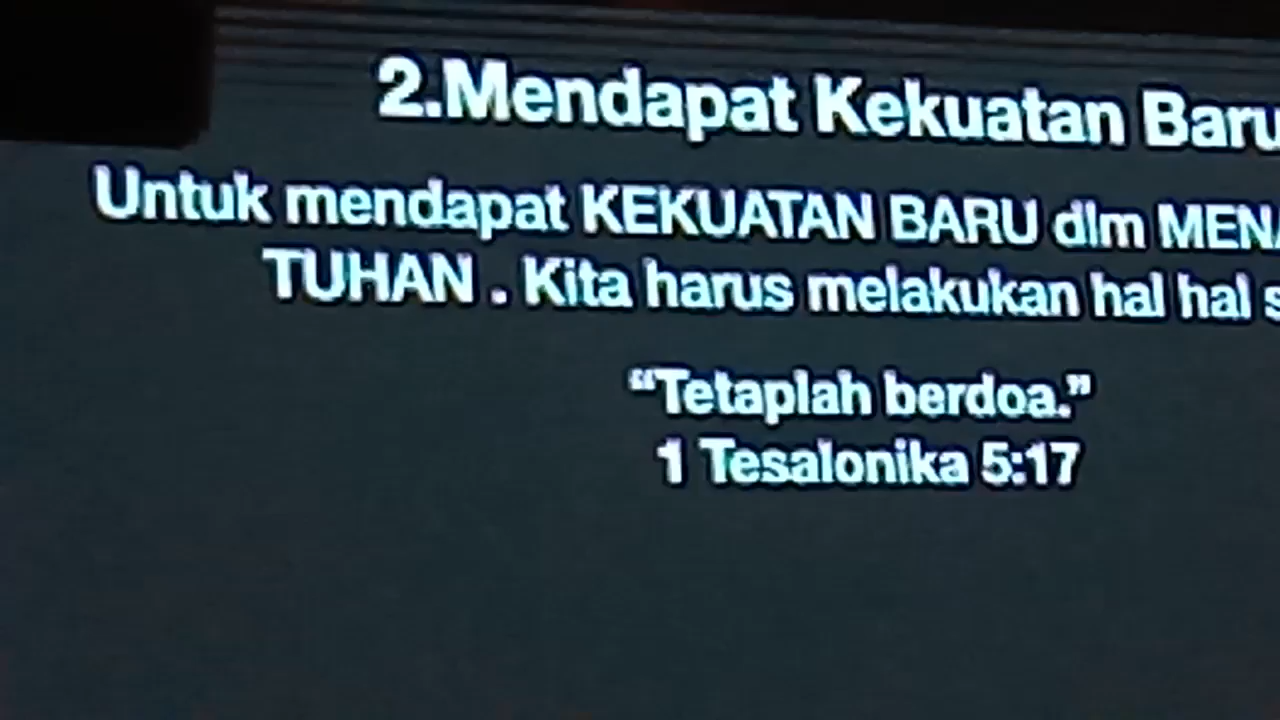 2.Mendapat Kekuatan Baru
Untuk mendapat KEKUATAN BARU dlm
TUHAN . Kita harus melakukan hal hal
“Tetaplah berdoa.”
1 Tesalonika 5:17